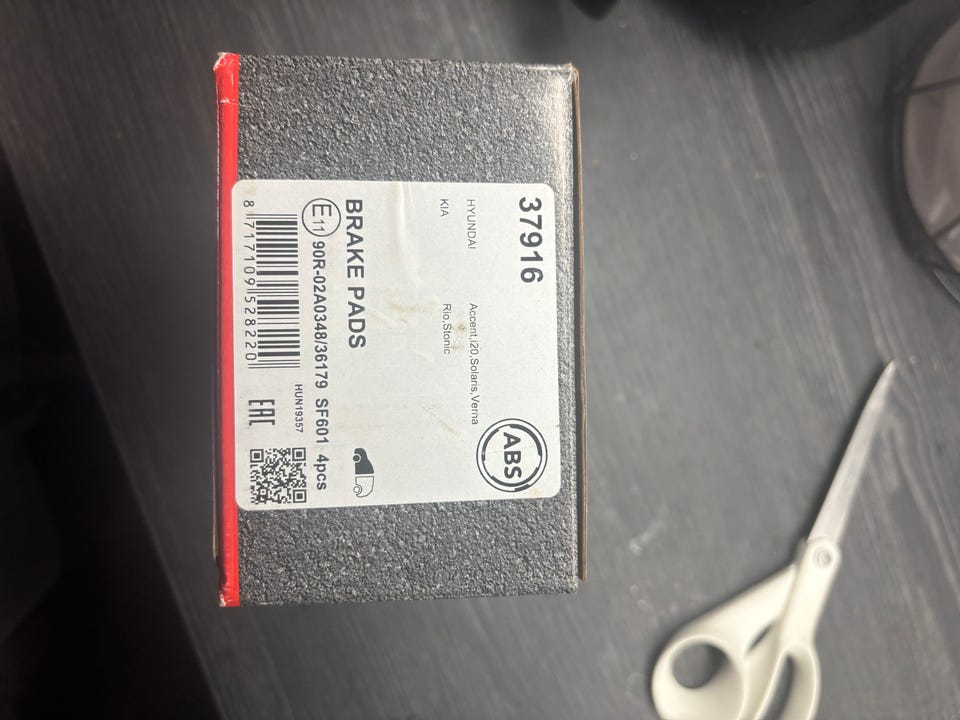 37916
HYUNDAI Accent,I20,Solaris,Verna
KIA Rio,Stonic
ABS
BRAKE PADS
E11 90R-02A0348/36179 SF601 4pcs
HUN19357
8 717109 528220
EAC